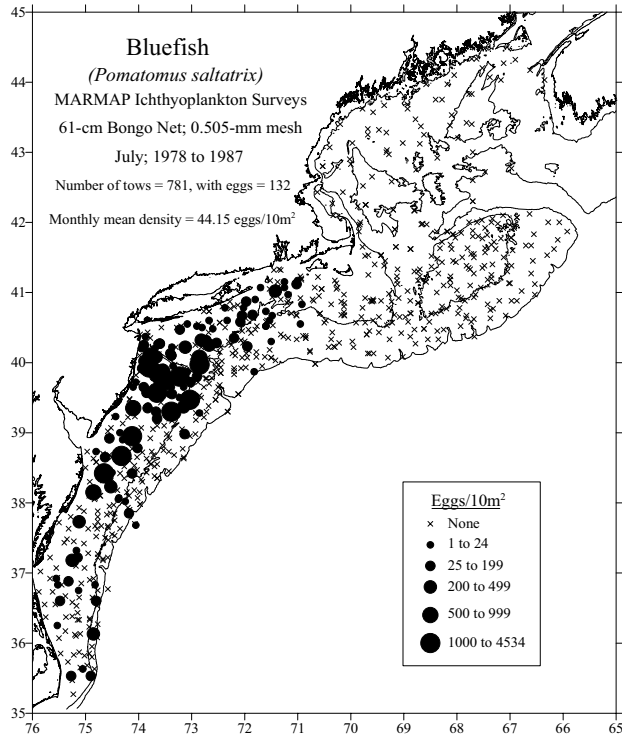 Bluefish
(Pomatomus saltatrix)
MARMAP Ichthyoplankton Surveys
61-cm Bongo Net; 0.505-mm mesh
July; 1978 to 1987
Number of tows = 781, with eggs = 132
Monthly mean density = 44.15 eggs/10m²
45
44
43
42
41
40
39
38
37
36
35
Eggs/10m²
None
1 to 24
25 to 199
200 to 499
500 to 999
1000 to 4534
76 75 74 73 72 71 70 69 68 67 66 65